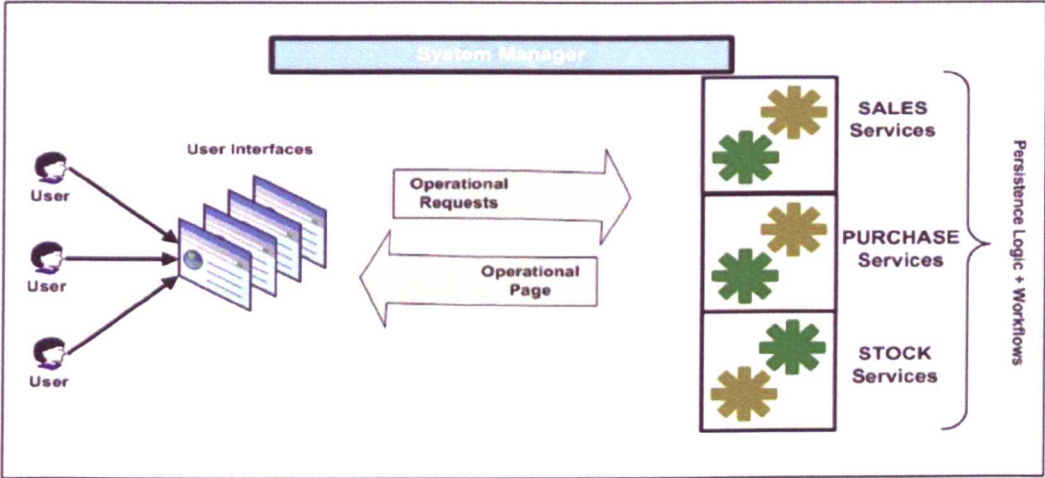 System Manager
User Interfaces
User
User
User
Operational
Requests
Operational
Page
SALES
Services
PURCHASE
Services
STOCK
Services
Persistence Logic + Workflows